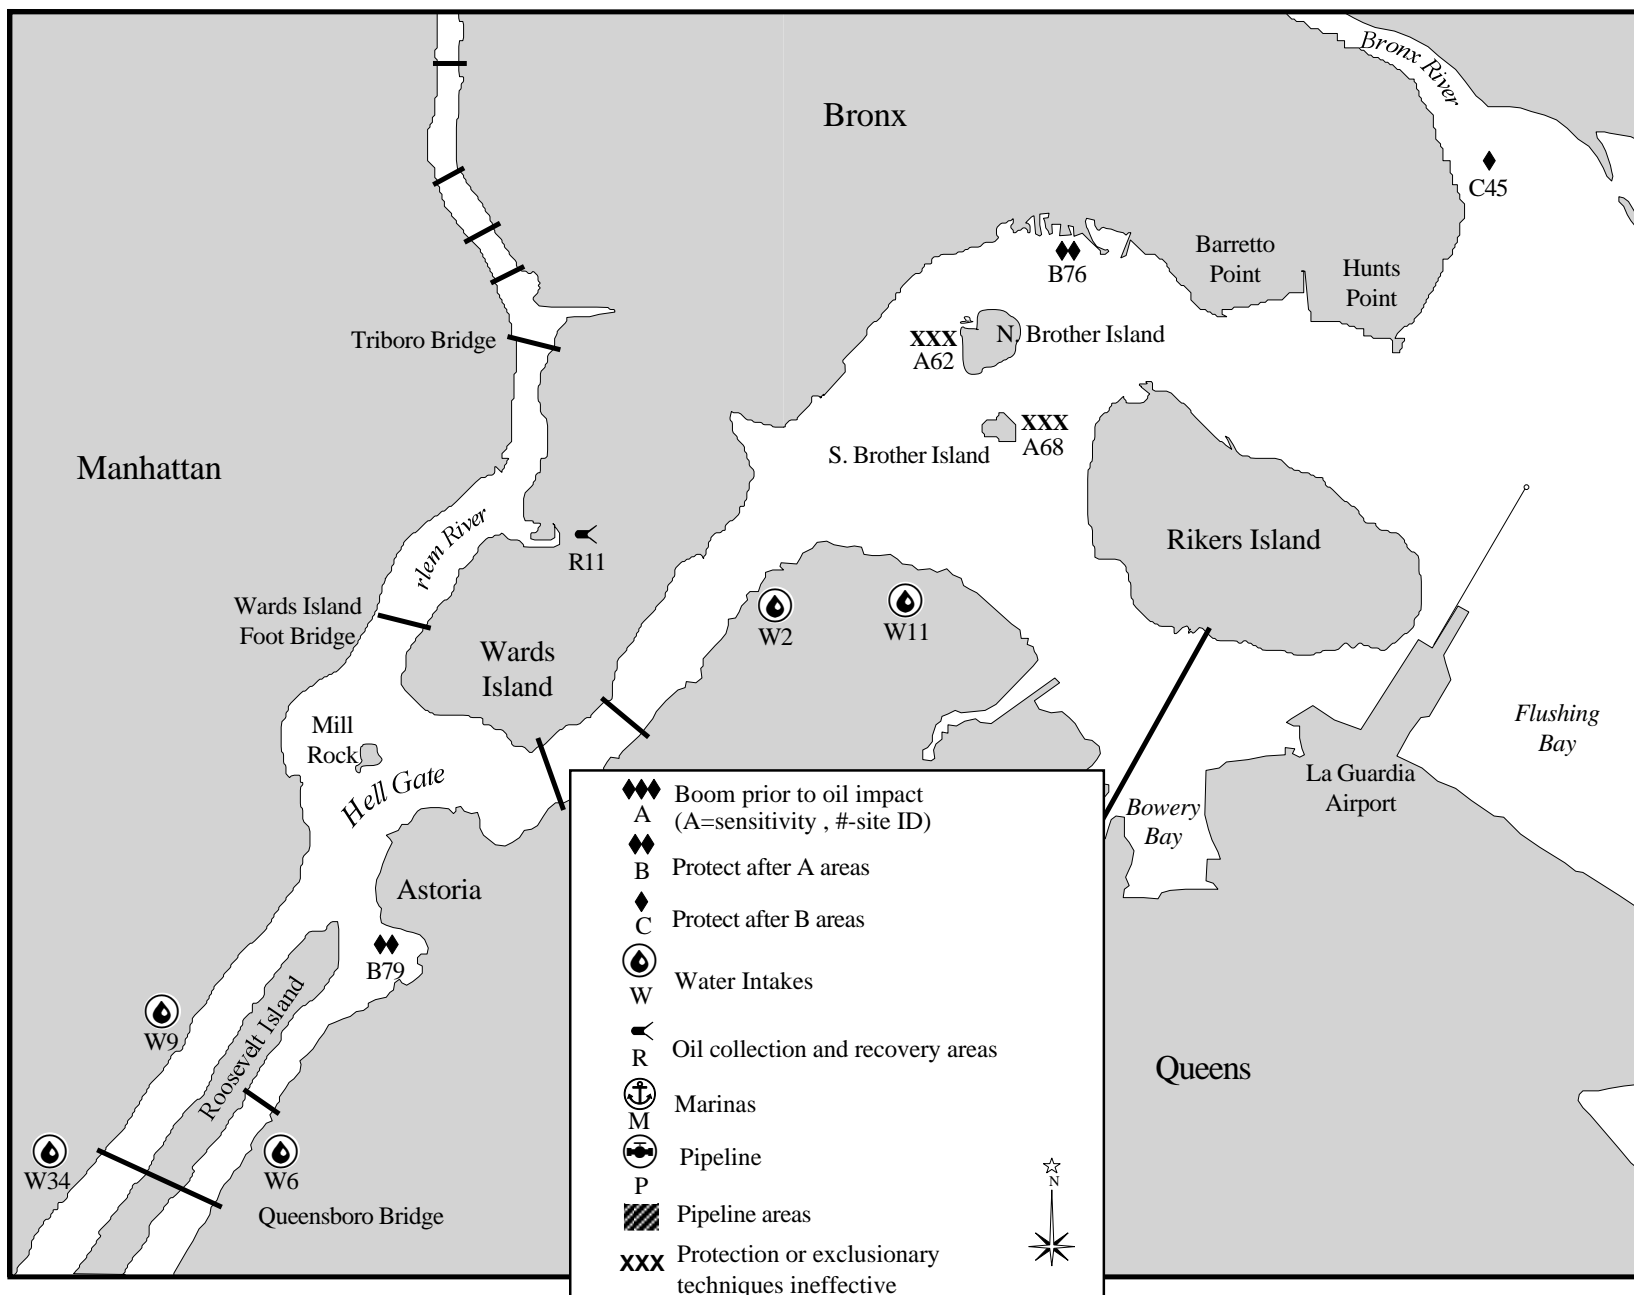 Bronx River
Bronx
C45
B76
Barretto
Point
Hunts
Point
Triboro Bridge
XXX
A62
N. Brother Island
XXX
A68
S. Brother Island
Manhattan
rlem River
R11
Rikers Island
Wards Island
Foot Bridge
W2
W11
Wards
Island
Mill
Rock
Hell Gate
Flushing
Bay
La Guardia
Airport
Bowery
Bay
Astoria
B79
W9
Roosevelt Island
W34
W6
Queensboro Bridge
Queens
A
Boom prior to oil impact
(A=sensitivity , #-site ID)
B
Protect after A areas
C
Protect after B areas
W
Water Intakes
R
Oil collection and recovery areas
M
Marinas
P
Pipeline
Pipeline areas
XXX
Protection or exclusionary
techniques ineffective
N